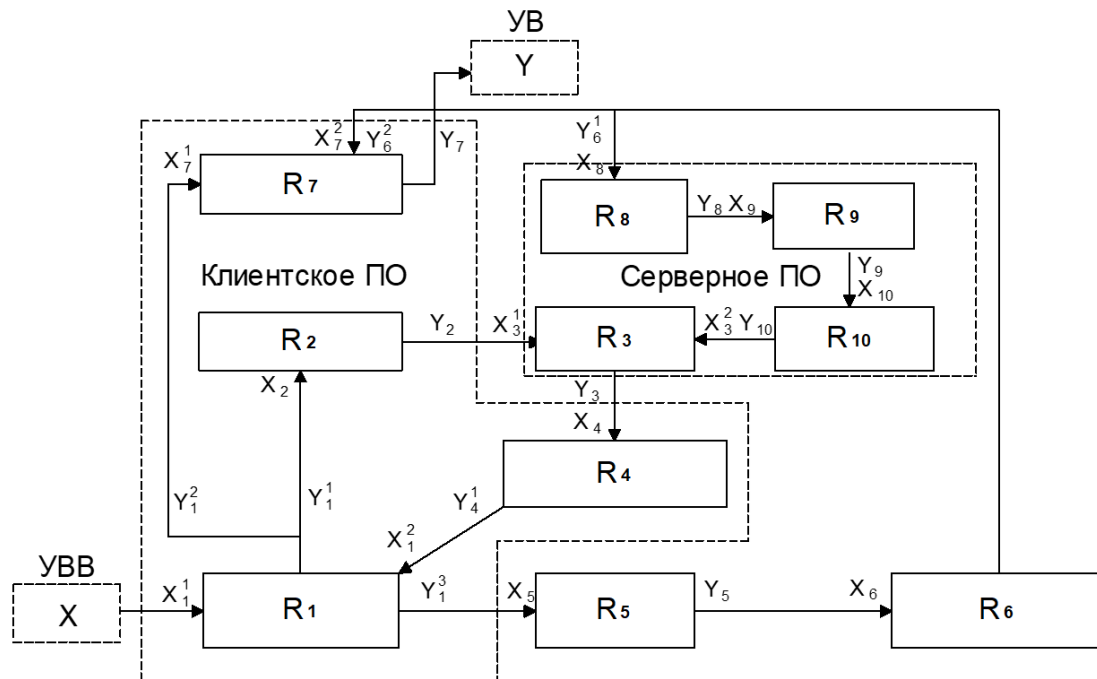 УВ
Y
X₇² Y₆² Y₇
Y₆¹
X₇¹
X₈
R₇
R₈
Y₈ X₉
R₉
Клиентское ПО
Серверное ПО
Y₉
X₁₀
R₂
Y₂
X₃¹
R₃
X₃² Y₁₀
R₁₀
X₂
Y₃
X₄
R₄
Y₁²
Y₁¹
Y₄¹
X₁²
УВВ
X
X₁¹
R₁
Y₁³
X₅
R₅
Y₅
X₆
R₆